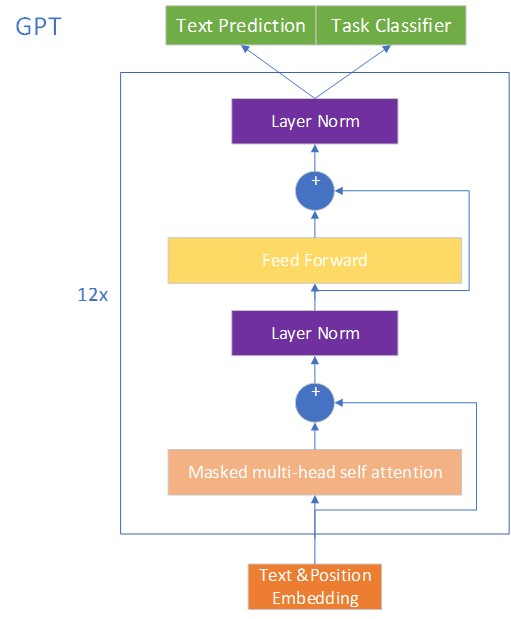 GPT
Text Prediction
Task Classifier
Layer Norm
+
Feed Forward
12x
Layer Norm
+
Masked multi-head self attention
Text &Position
Embedding